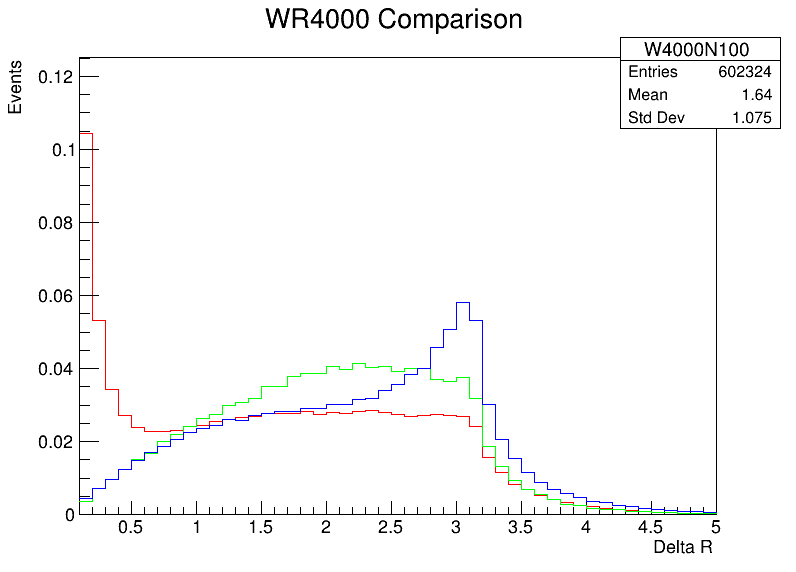 WR4000 Comparison
W4000N100
Entries 602324
Mean 1.64
Std Dev 1.075
Events
0.12
0.1
0.08
0.06
0.04
0.02
0
0.5 1 1.5 2 2.5 3 3.5 4 4.5 5
Delta R